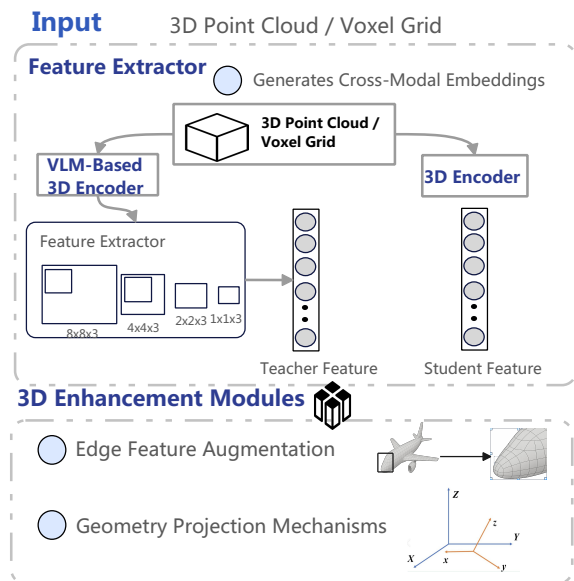 Input
3D Point Cloud / Voxel Grid
Feature Extractor
Generates Cross-Modal Embeddings
3D Point Cloud /
Voxel Grid
VLM-Based
3D Encoder
3D Encoder
Feature Extractor
8x8x3
4x4x3
2x2x3
1x1x3
Teacher Feature
Student Feature
3D Enhancement Modules
Edge Feature Augmentation
Geometry Projection Mechanisms
Z
z
Y
X
x
y